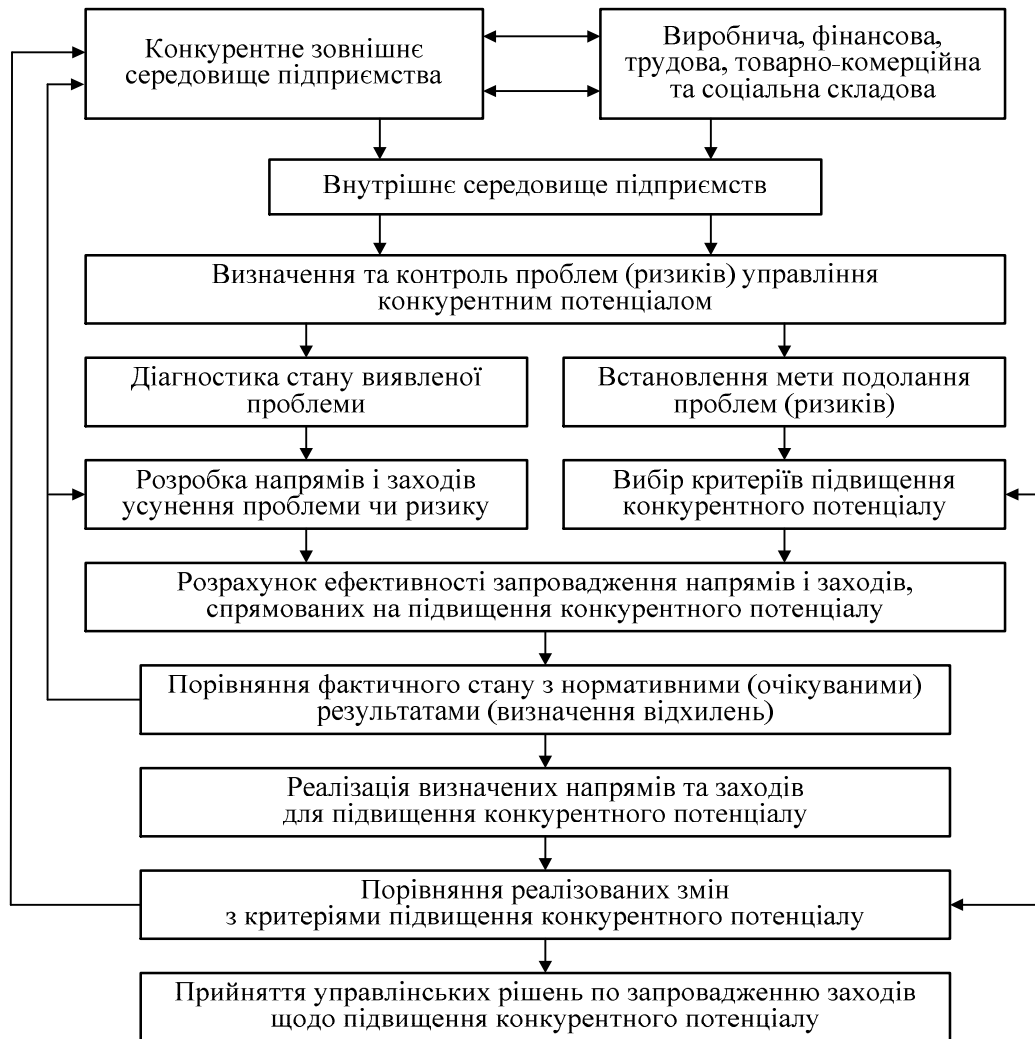 Конкурентне зовнішнє
середовище підприємства
Виробнича, фінансова,
трудова, товарно-комерційна
та соціальна складова
Внутрішнє середовище підприємств
Визначення та контроль проблем (ризиків) управління
конкурентним потенціалом
Діагностика стану виявленої
проблеми
Встановлення мети подолання
проблем (ризиків)
Розробка напрямів і заходів
усунення проблеми чи ризику
Вибір критеріїв підвищення
конкурентного потенціалу
Розрахунок ефективності запровадження напрямів і заходів,
спрямованих на підвищення конкурентного потенціалу
Порівняння фактичного стану з нормативними (очікуваними)
результатами (визначення відхилень)
Реалізація визначених напрямів та заходів
для підвищення конкурентного потенціалу
Порівняння реалізованих змін
з критеріями підвищення конкурентного потенціалу
Прийняття управлінських рішень по запровадженню заходів
щодо підвищення конкурентного потенціалу